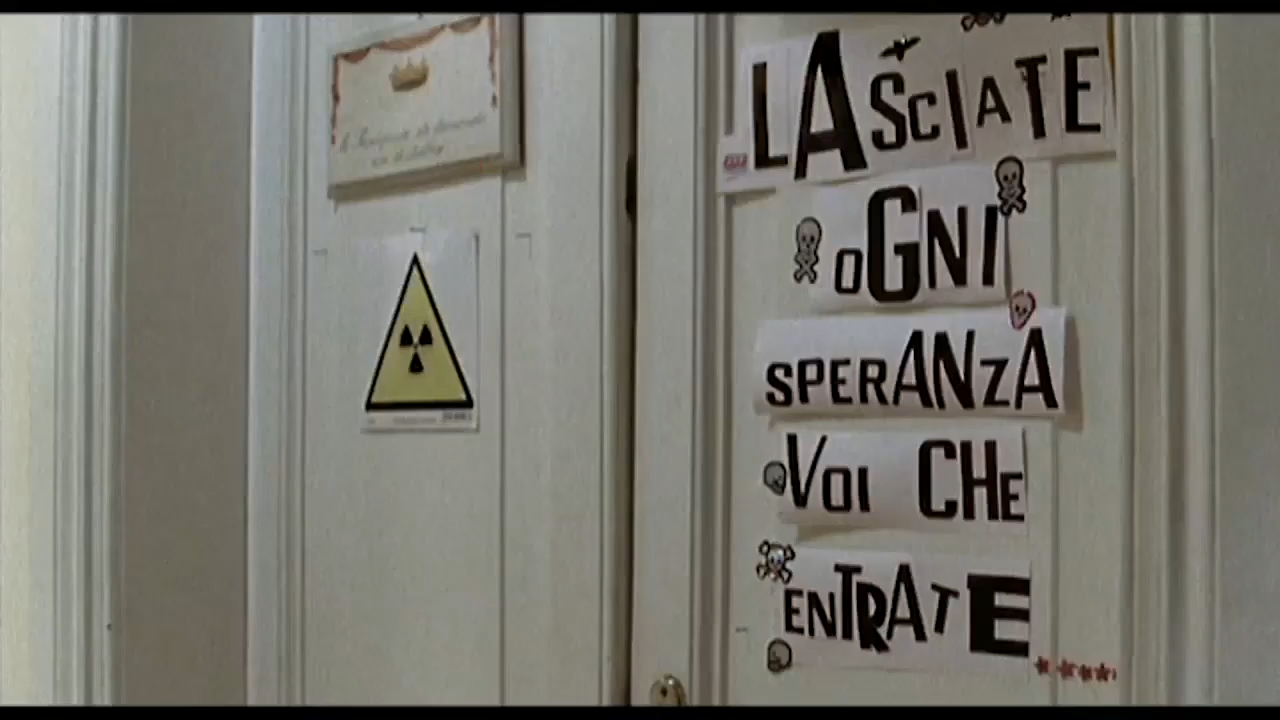 LASCIATE
OGNI
SPERANZA
VOI CHE
ENTRATE